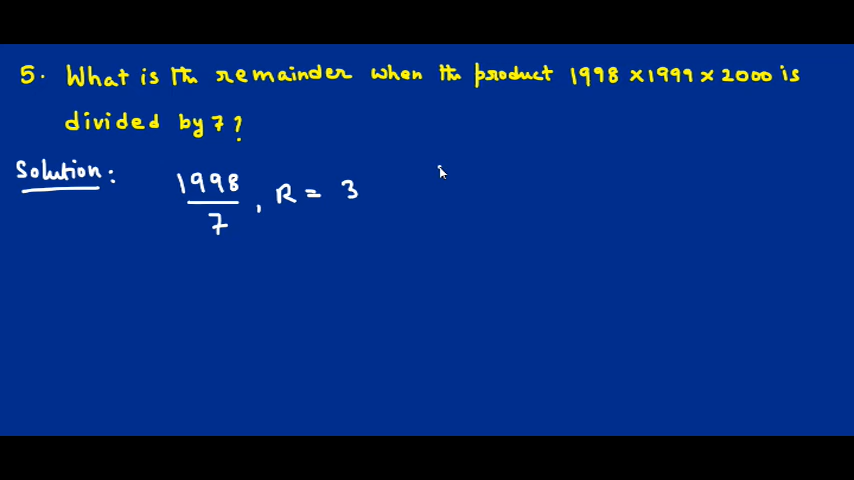 5. What is the remainder when the product 1998 × 1999 × 2000 is
divided by 7?
Solution:
1998
7
, R = 3